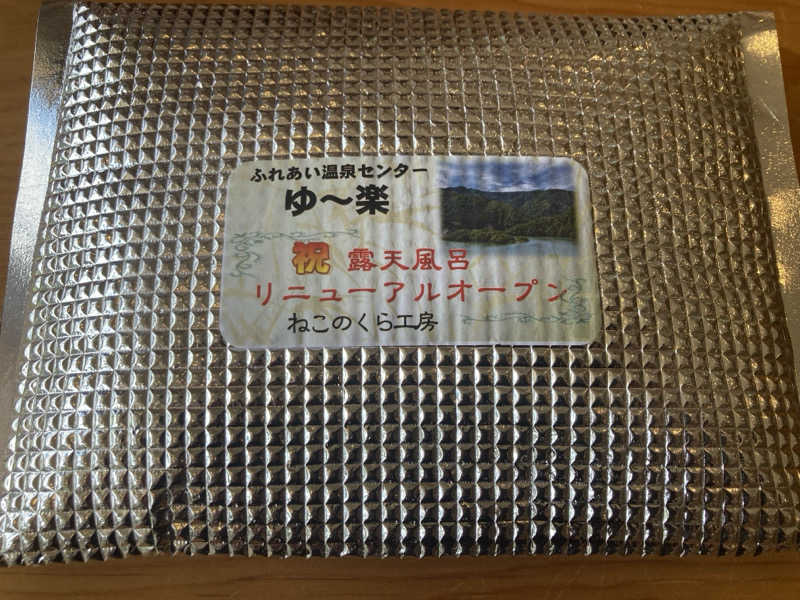 ふれあい温泉センター
ゆ〜楽
祝 露天風呂
リニューアルオープン
ねこのくら工房